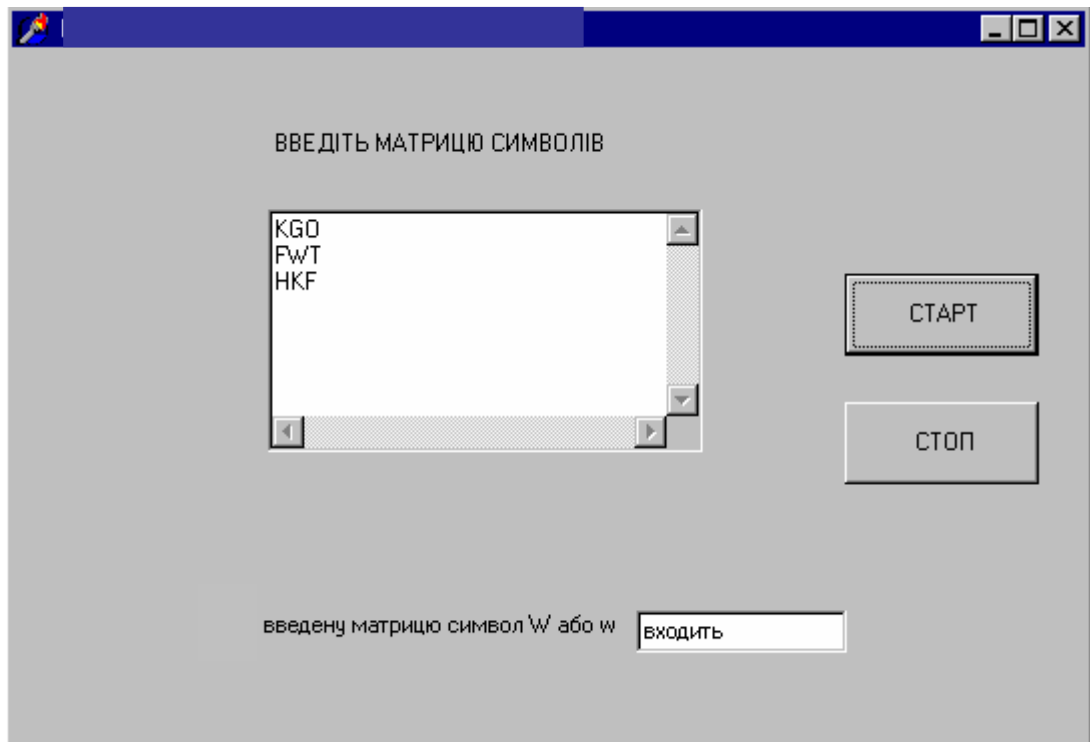 ВВЕДІТЬ МАТРИЦЮ СИМВОЛІВ
KGO
FWT
HKF
СТАРТ
СТОП
введену матрицю символ W або w
входить